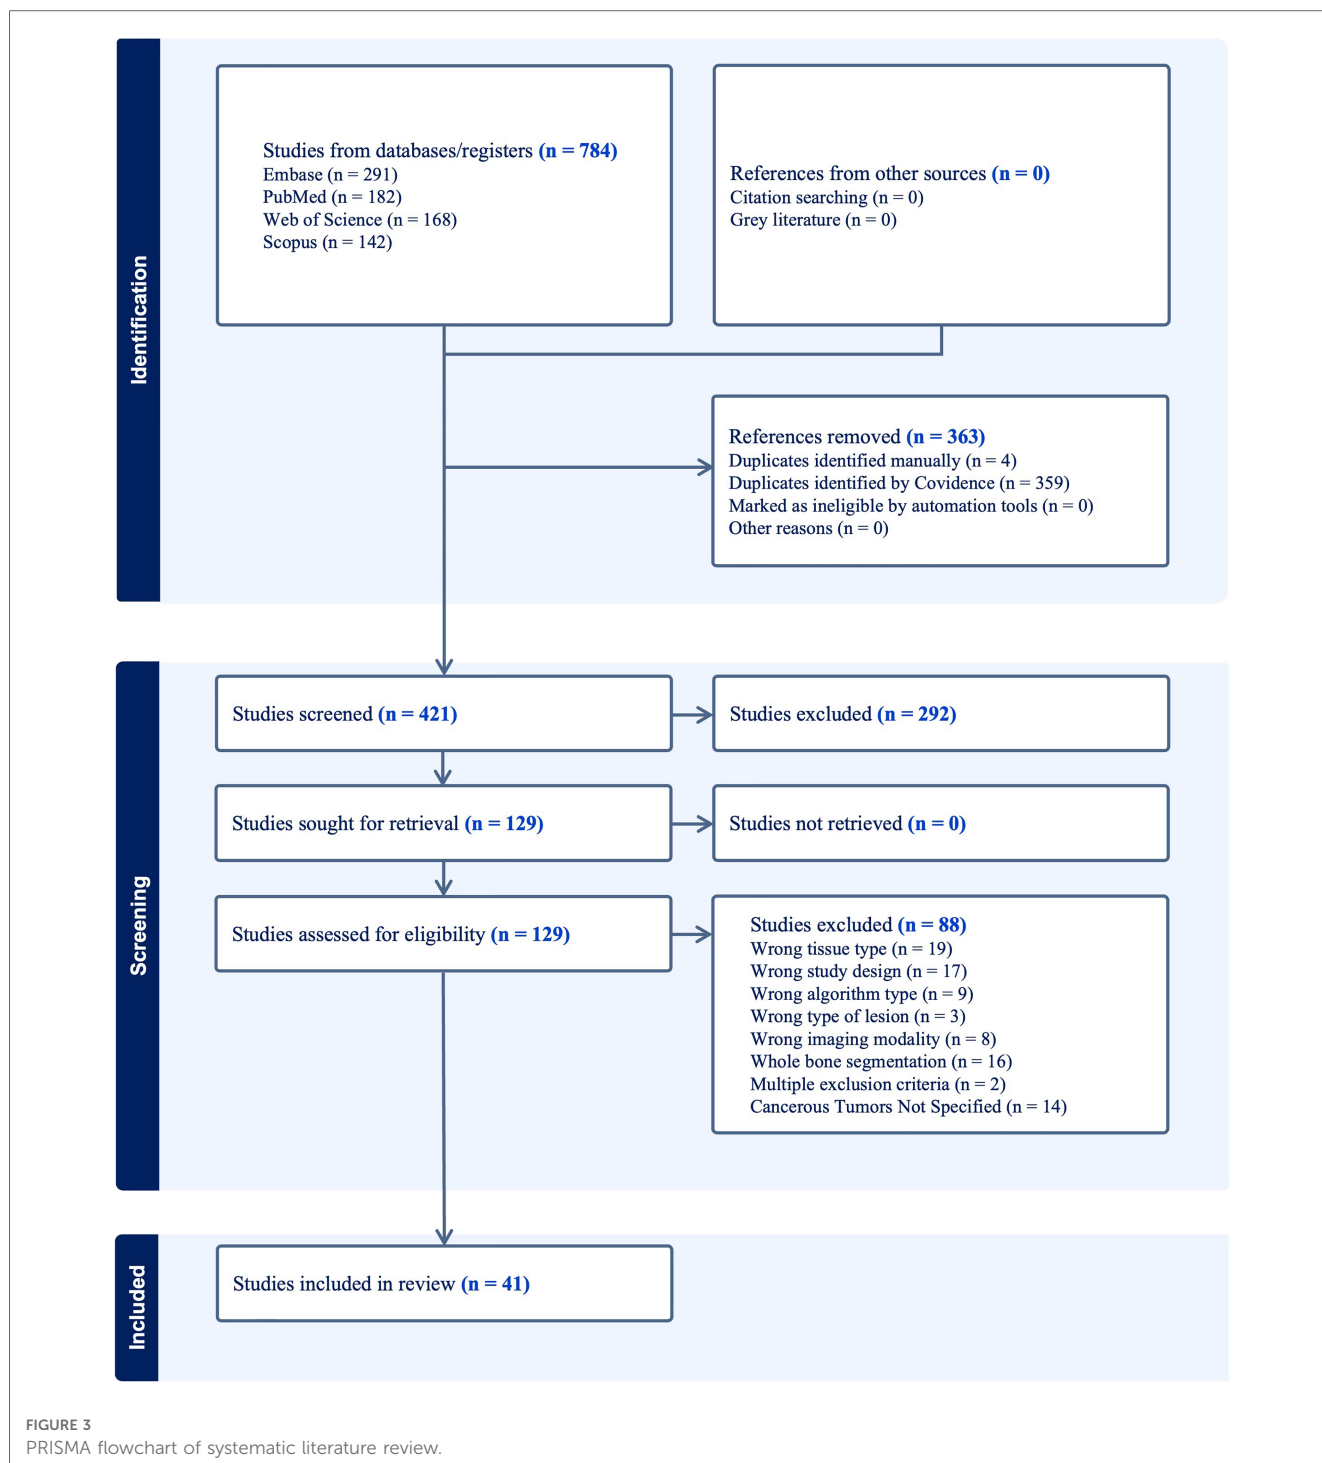 Identification
Studies from databases/registers (n = 784)
Embase (n = 291)
PubMed (n = 182)
Web of Science (n = 168)
Scopus (n = 142)
References from other sources (n = 0)
Citation searching (n = 0)
Grey literature (n = 0)
References removed (n = 363)
Duplicates identified manually (n = 4)
Duplicates identified by Covidence (n = 359)
Marked as ineligible by automation tools (n = 0)
Other reasons (n = 0)
Screening
Studies screened (n = 421)
Studies excluded (n = 292)
Studies sought for retrieval (n = 129)
Studies not retrieved (n = 0)
Studies assessed for eligibility (n = 129)
Studies excluded (n = 88)
Wrong tissue type (n = 19)
Wrong study design (n = 17)
Wrong algorithm type (n = 9)
Wrong type of lesion (n = 3)
Wrong imaging modality (n = 8)
Whole bone segmentation (n = 16)
Multiple exclusion criteria (n = 2)
Cancerous Tumors Not Specified (n = 14)
Included
Studies included in review (n = 41)
FIGURE 3
PRISMA flowchart of systematic literature review.